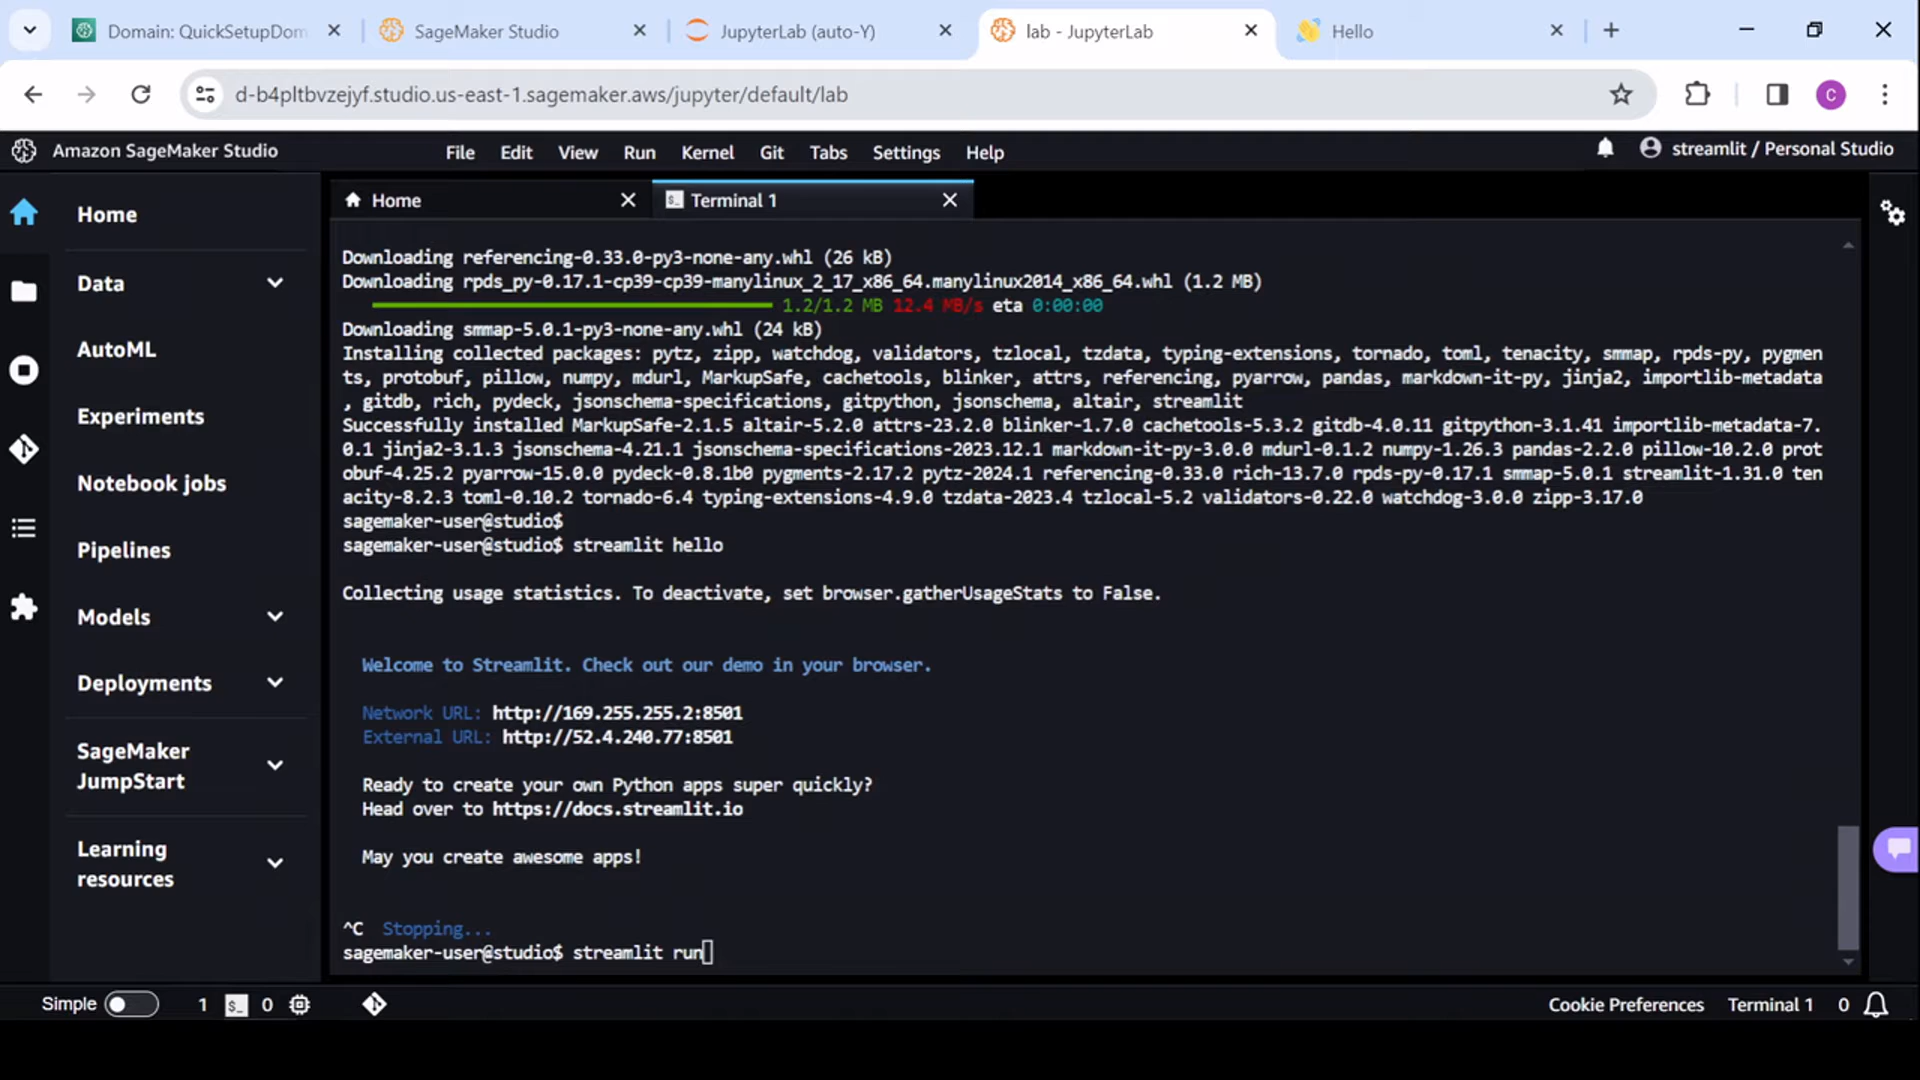 Domain: QuickSetupDom
SageMaker Studio
JupyterLab (auto-Y)
lab - JupyterLab
Hello
d-b4pltbvzejyf.studio.us-east-1.sagemaker.aws/jupyter/default/lab
C
Amazon SageMaker Studio
File Edit View Run Kernel Git Tabs Settings Help
streamlit / Personal Studio
Home
Data
AutoML
Experiments
Notebook jobs
Pipelines
Models
Deployments
SageMaker
JumpStart
Learning
resources
Home
$_ Terminal 1
Downloading referencing-0.33.0-py3-none-any.whl (26 kB)
Downloading rpds_py-0.17.1-cp39-cp39-manylinux_2_17_x86_64.manylinux2014_x86_64.whl (1.2 MB)
1.2/1.2 MB 12.4 MB/s eta 0:00:00
Downloading smmap-5.0.1-py3-none-any.whl (24 kB)
Installing collected packages: pytz, zipp, watchdog, validators, tzlocal, tzdata, typing-extensions, tornado, toml, tenacity, smmap, rpds-py, pygmen
ts, protobuf, pillow, numpy, mdurl, MarkupSafe, cachetools, blinker, attrs, referencing, pyarrow, pandas, markdown-it-py, jinja2, importlib-metadata
, gitdb, rich, pydeck, jsonschema-specifications, gitpython, jsonschema, altair, streamlit
Successfully installed MarkupSafe-2.1.5 altair-5.2.0 attrs-23.2.0 blinker-1.7.0 cachetools-5.3.2 gitdb-4.0.11 gitpython-3.1.41 importlib-metadata-7.
0.1 jinja2-3.1.3 jsonschema-4.21.1 jsonschema-specifications-2023.12.1 markdown-it-py-3.0.0 mdurl-0.1.2 numpy-1.26.3 pandas-2.2.0 pillow-10.2.0 prot
obuf-4.25.2 pyarrow-15.0.0 pydeck-0.8.1b0 pygments-2.17.2 pytz-2024.1 referencing-0.33.0 rich-13.7.0 rpds-py-0.17.1 smmap-5.0.1 streamlit-1.31.0 ten
acity-8.2.3 toml-0.10.2 tornado-6.4 typing-extensions-4.9.0 tzdata-2023.4 tzlocal-5.2 validators-0.22.0 watchdog-3.0.0 zipp-3.17.0
sagemaker-user@studio$
sagemaker-user@studio$ streamlit hello
Collecting usage statistics. To deactivate, set browser.gatherUsageStats to False.
Welcome to Streamlit. Check out our demo in your browser.
Network URL: http://169.255.255.2:8501
External URL: http://52.4.240.77:8501
Ready to create your own Python apps super quickly?
Head over to https://docs.streamlit.io
May you create awesome apps!
^C Stopping...
sagemaker-user@studio$ streamlit run
Simple 1 $_ 0
Cookie Preferences Terminal 1 0